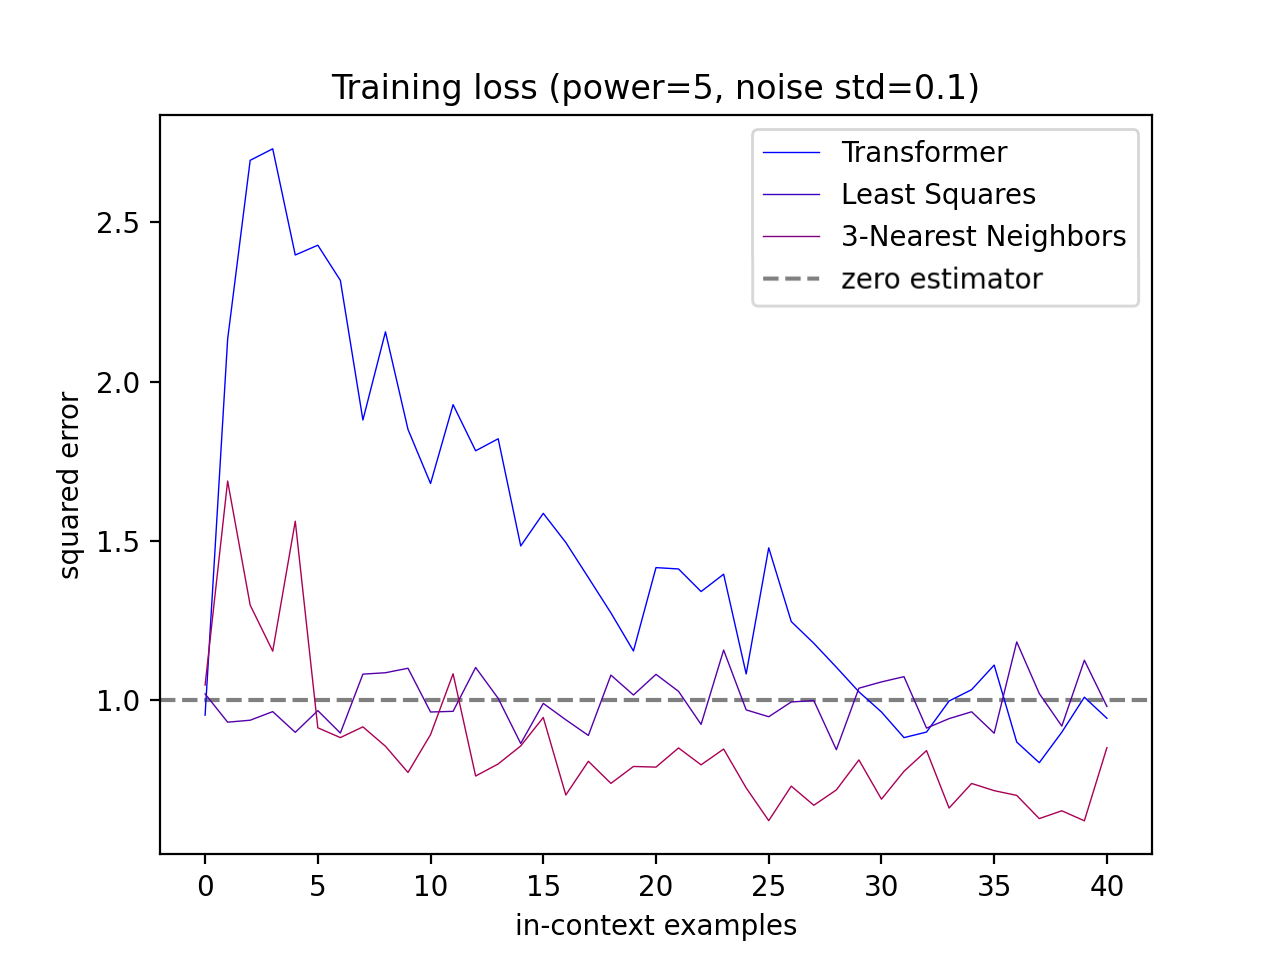 Training loss (power=5, noise std=0.1)
Transformer
Least Squares
3-Nearest Neighbors
zero estimator
squared error
2.5
2.0
1.5
1.0
0 5 10 15 20 25 30 35 40
in-context examples